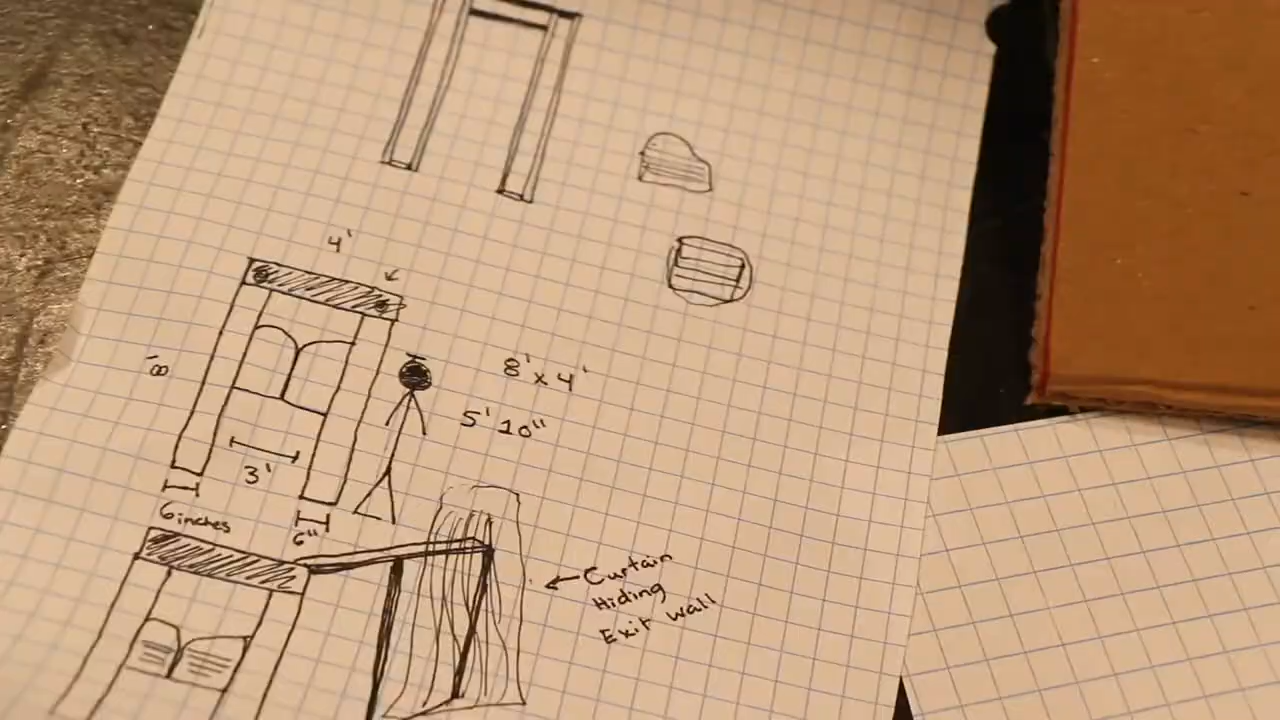 4'
8'
8' x 4'
5' 10"
3'
6 inches
6"
← Curtain
Hiding
Exit Wall